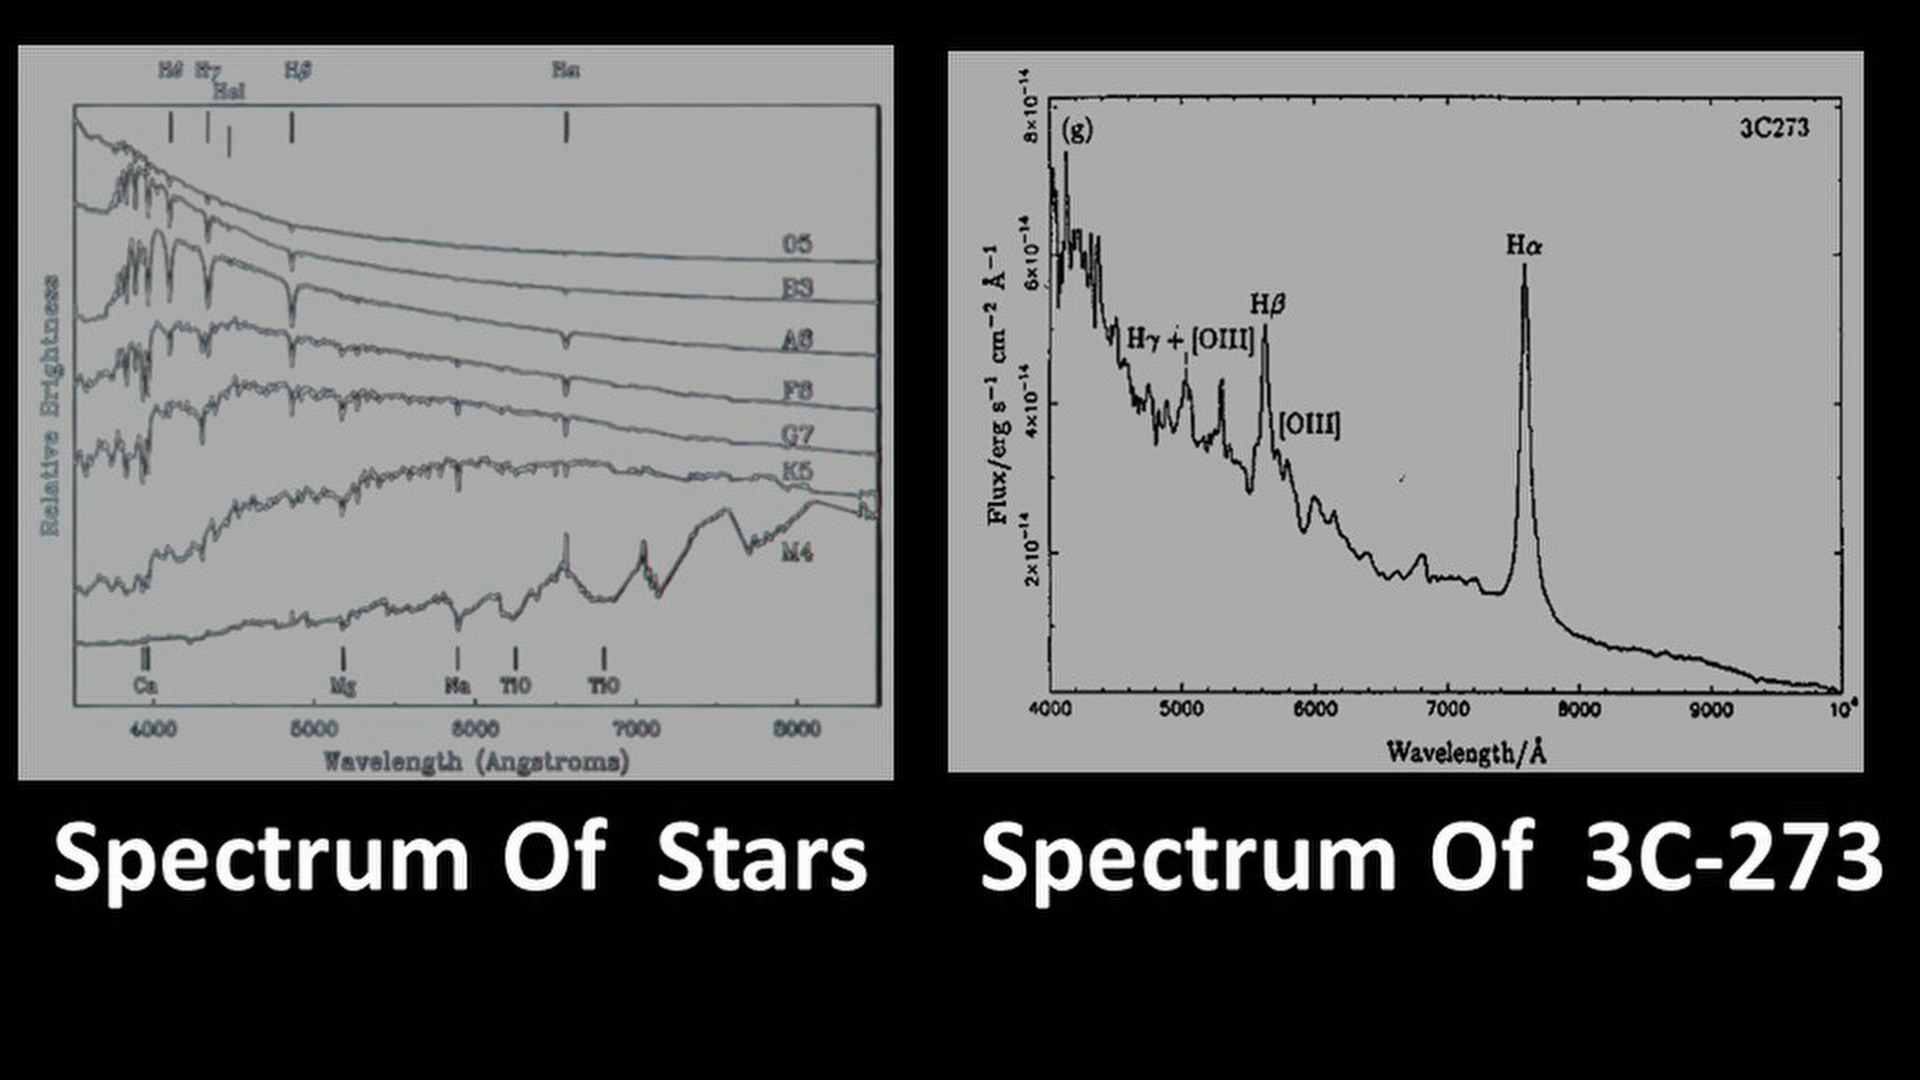 Hδ Hγ Hβ Hα
HeI
O5
B3
A5
F8
G7
K5
M4
Ca Mg Na TiO TiO
4000 5000 6000 7000 8000
Wavelength (Angstroms)
Relative Brightness
(g)
3C273
Hα
Hβ
Hγ + [OIII]
[OIII]
8×10⁻¹⁴
6×10⁻¹⁴
4×10⁻¹⁴
2×10⁻¹⁴
Flux/erg s⁻¹ cm⁻² Å⁻¹
4000 5000 6000 7000 8000 9000 10⁴
Wavelength/Å
Spectrum Of Stars
Spectrum Of 3C-273